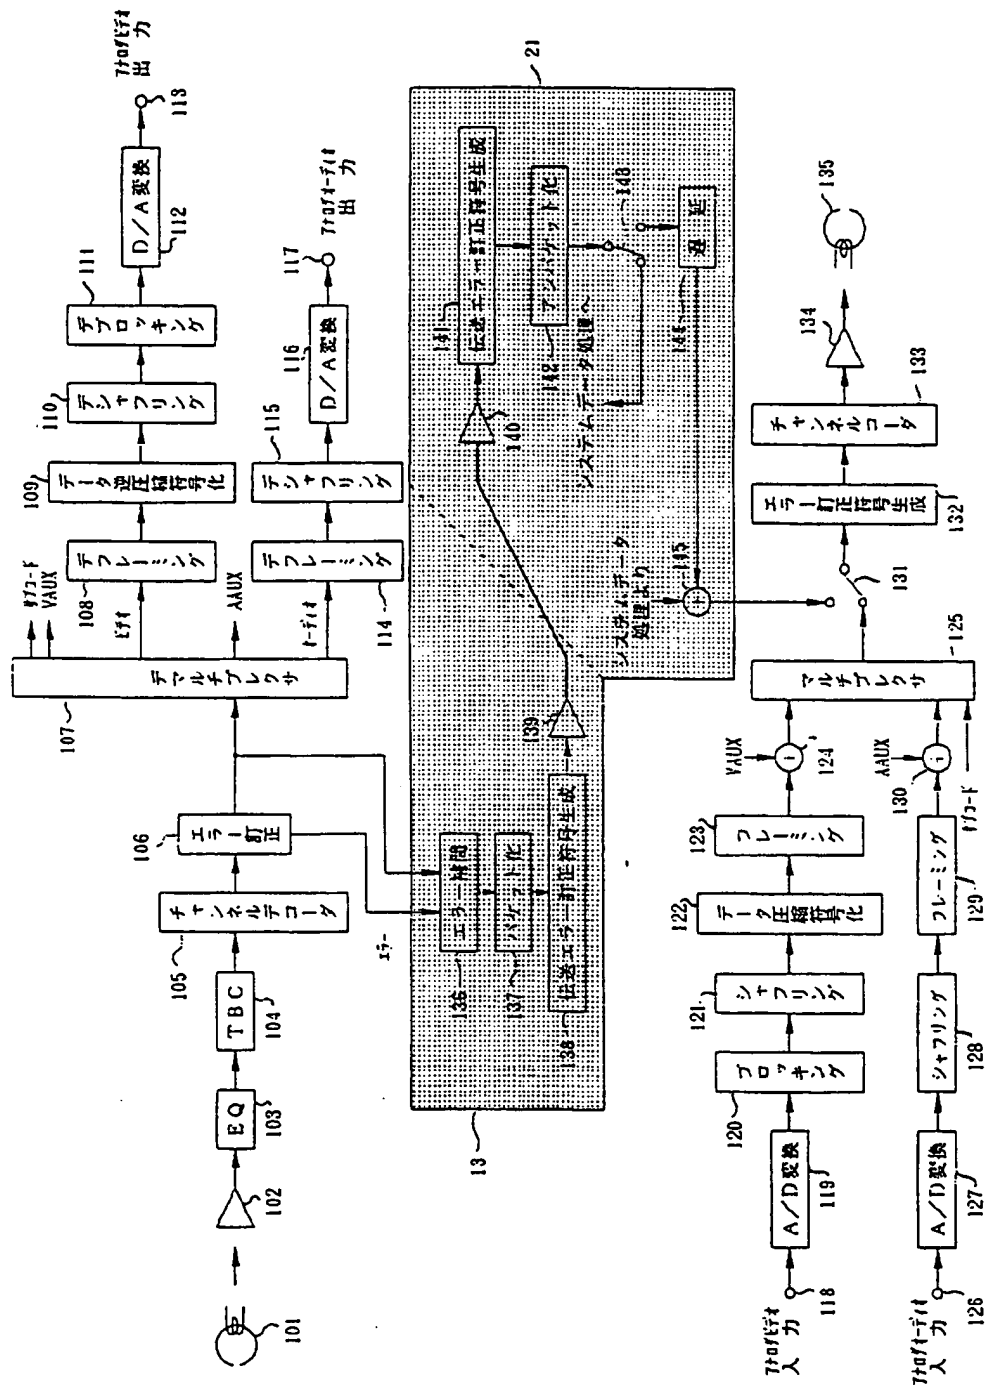 101
102
EQ
103
TBC
104
チャンネルデコーダ
105
エラー訂正
106
デマルチプレクサ
107
サブコード
VAUX
ビデオ
AAUX
オーディオ
デフレーミング
108
データ逆圧縮符号化
109
デシャフリング
110
デブロッキング
111
D/A変換
112
113
アナログビデオ
出力
デフレーミング
114
デシャフリング
115
D/A変換
116
117
アナログオーディオ
出力
エラー
13
エラー補間
136
パケット化
137
伝送エラー訂正符号生成
138
139
140
伝送エラー訂正符号生成
141
アンパケット化
142
143
遅延
144
システムデータ処理へ
システムデータ
処理より
145
21
アナログビデオ
入力
118
A/D変換
119
ブロッキング
120
シャフリング
121
データ圧縮符号化
122
フレーミング
123
VAUX
124
マルチプレクサ
125
アナログオーディオ
入力
126
A/D変換
127
シャフリング
128
フレーミング
129
AAUX
130
サブコード
131
エラー訂正符号生成
132
チャンネルコーダ
133
134
135